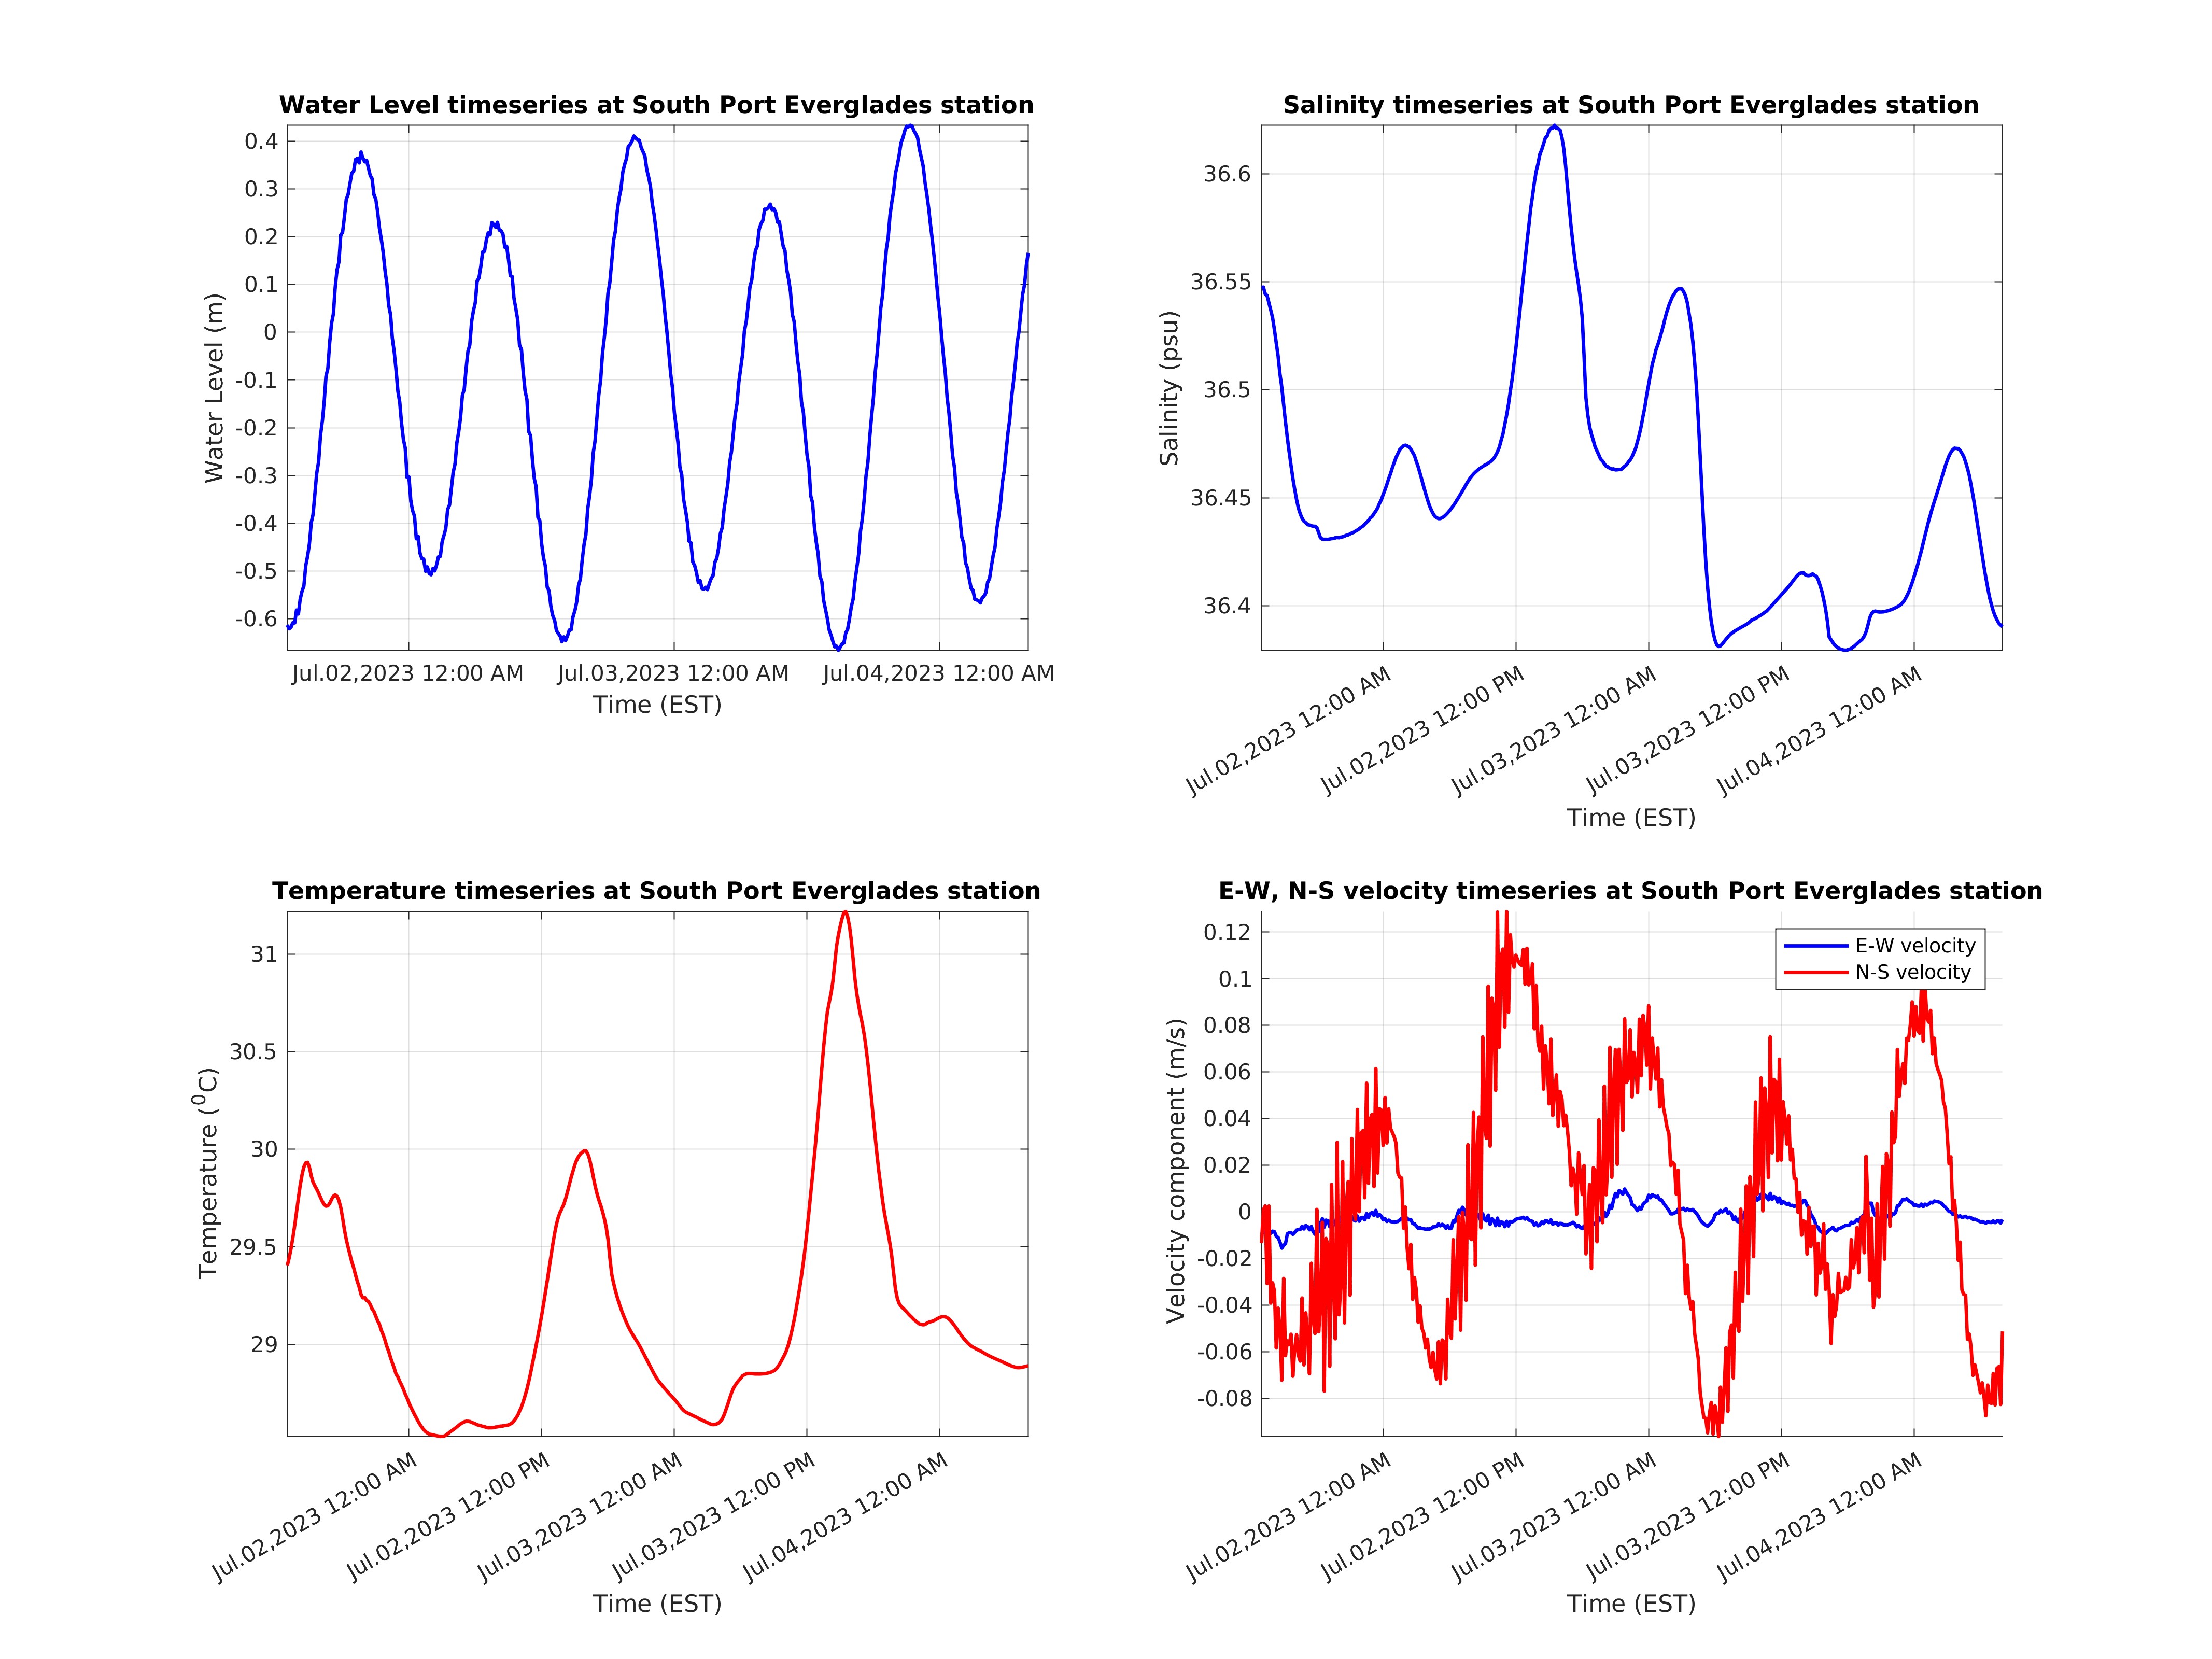 Water Level timeseries at South Port Everglades station
0.4
0.3
0.2
0.1
0
-0.1
-0.2
-0.3
-0.4
-0.5
-0.6
Water Level (m)
Jul.02,2023 12:00 AM
Jul.03,2023 12:00 AM
Jul.04,2023 12:00 AM
Time (EST)
Salinity timeseries at South Port Everglades station
36.6
36.55
36.5
36.45
36.4
Salinity (psu)
Jul.02,2023 12:00 AM
Jul.02,2023 12:00 PM
Jul.03,2023 12:00 AM
Jul.03,2023 12:00 PM
Jul.04,2023 12:00 AM
Time (EST)
Temperature timeseries at South Port Everglades station
31
30.5
30
29.5
29
Temperature (⁰C)
Jul.02,2023 12:00 AM
Jul.02,2023 12:00 PM
Jul.03,2023 12:00 AM
Jul.03,2023 12:00 PM
Jul.04,2023 12:00 AM
Time (EST)
E-W, N-S velocity timeseries at South Port Everglades station
0.12
0.1
0.08
0.06
0.04
0.02
0
-0.02
-0.04
-0.06
-0.08
Velocity component (m/s)
E-W velocity
N-S velocity
Jul.02,2023 12:00 AM
Jul.02,2023 12:00 PM
Jul.03,2023 12:00 AM
Jul.03,2023 12:00 PM
Jul.04,2023 12:00 AM
Time (EST)